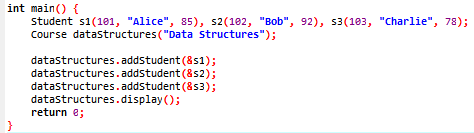 int main() {
    Student s1(101, "Alice", 85), s2(102, "Bob", 92), s3(103, "Charlie", 78);
    Course dataStructures("Data Structures");

    dataStructures.addStudent(&s1);
    dataStructures.addStudent(&s2);
    dataStructures.addStudent(&s3);
    dataStructures.display();
    return 0;
}